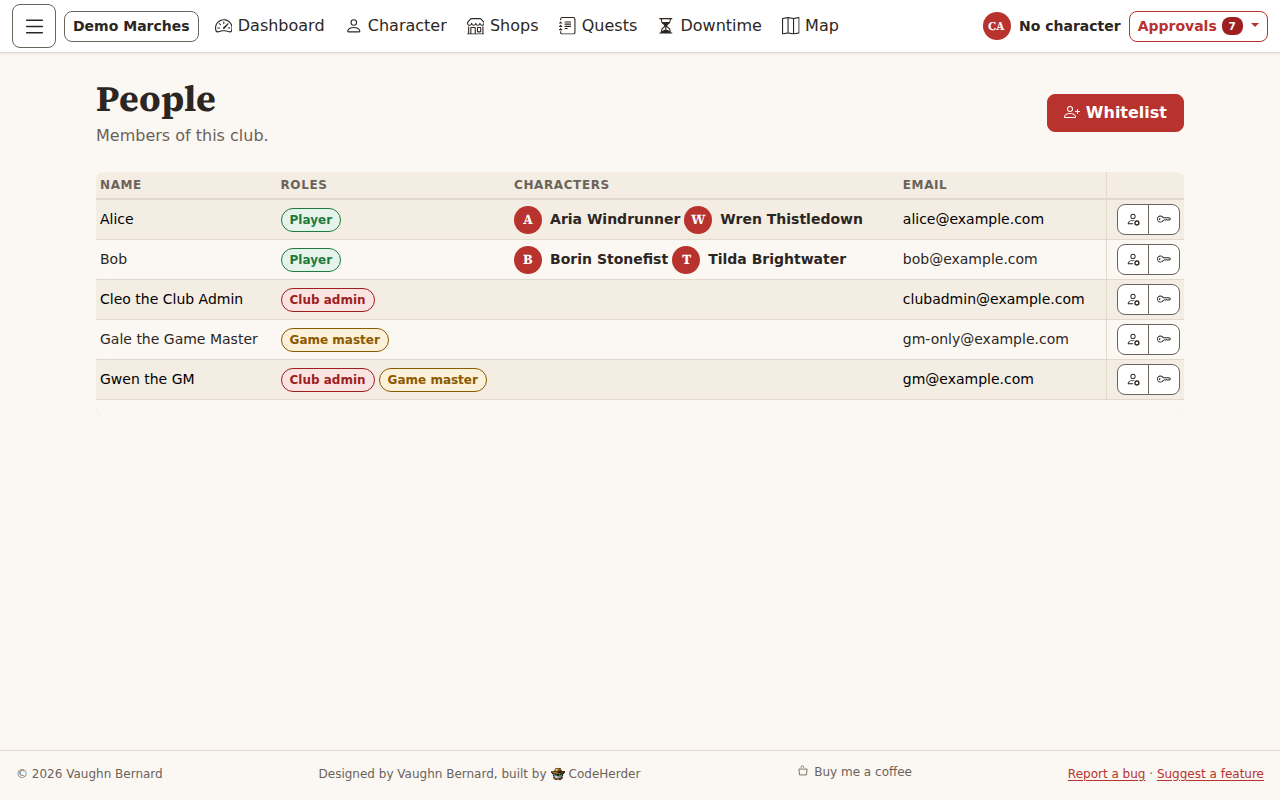 Demo Marches Dashboard Character Shops Quests Downtime Map CA No character Approvals 7
People
Members of this club.
Whitelist
NAME ROLES CHARACTERS EMAIL
Alice Player A Aria Windrunner W Wren Thistledown alice@example.com
Bob Player B Borin Stonefist T Tilda Brightwater bob@example.com
Cleo the Club Admin Club admin clubadmin@example.com
Gale the Game Master Game master gm-only@example.com
Gwen the GM Club admin Game master gm@example.com
© 2026 Vaughn Bernard Designed by Vaughn Bernard, built by CodeHerder Buy me a coffee Report a bug · Suggest a feature